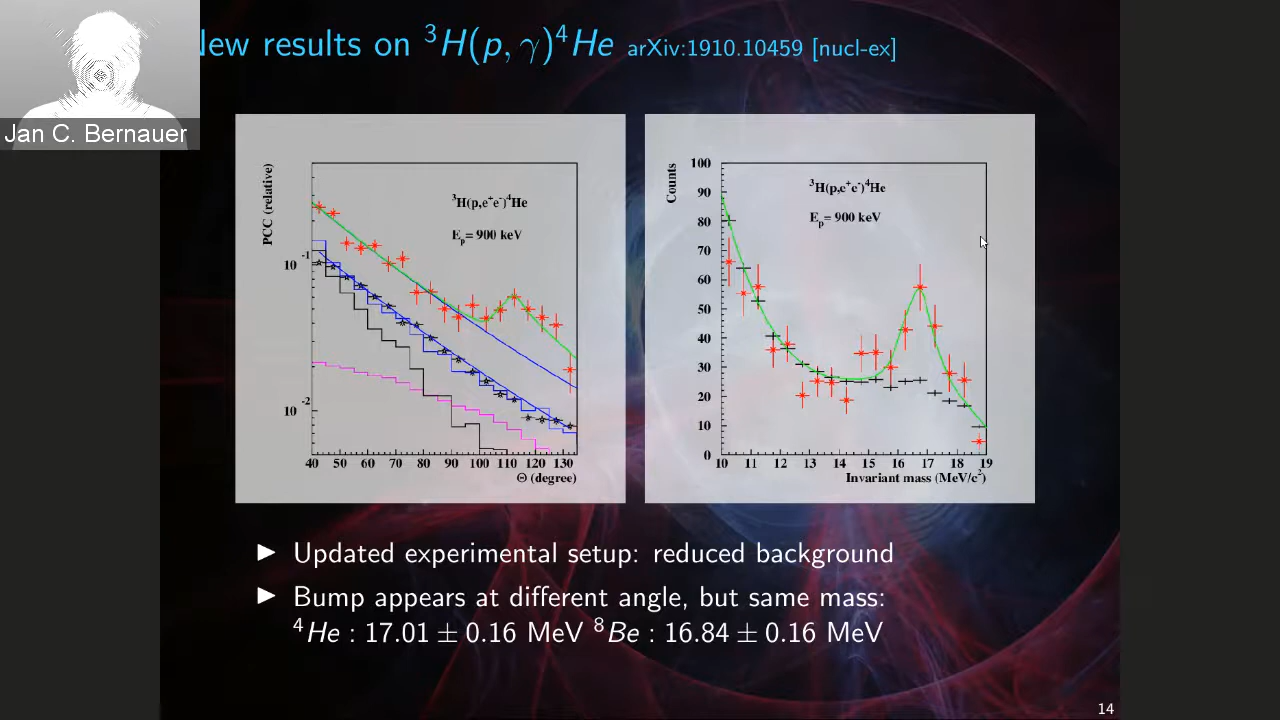 New results on ³H(p, γ)⁴He arXiv:1910.10459 [nucl-ex]
Jan C. Bernauer
PCC (relative)
³H(p,e⁺e⁻)⁴He
Eₚ= 900 keV
10⁻¹
10⁻²
40 50 60 70 80 90 100 110 120 130
Θ (degree)
Counts
³H(p,e⁺e⁻)⁴He
Eₚ= 900 keV
100
90
80
70
60
50
40
30
20
10
0
10 11 12 13 14 15 16 17 18 19
Invariant mass (MeV/c²)
▶ Updated experimental setup: reduced background
▶ Bump appears at different angle, but same mass:
⁴He : 17.01 ± 0.16 MeV ⁸Be : 16.84 ± 0.16 MeV
14